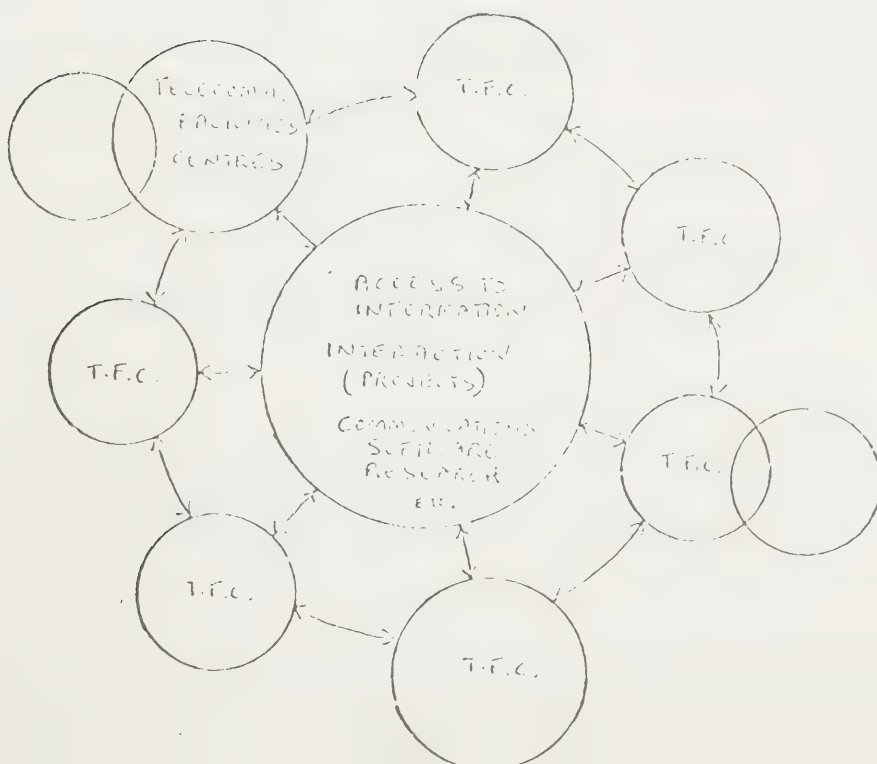 TELECOMM.
FACILITIES
CENTRES
T.F.C.
T.F.C.
ACCESS TO
INFORMATION
INTERACTION
(PROJECTS)
COMMUNICATIONS
SOFTWARE
RESEARCH
ETC.
T.F.C.
T.F.C.
T.F.C.
T.F.C.